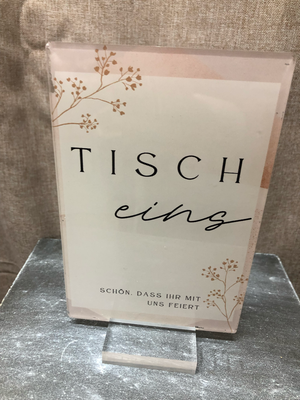 TISCH
eins
SCHÖN, DASS IHR MIT
UNS FEIERT